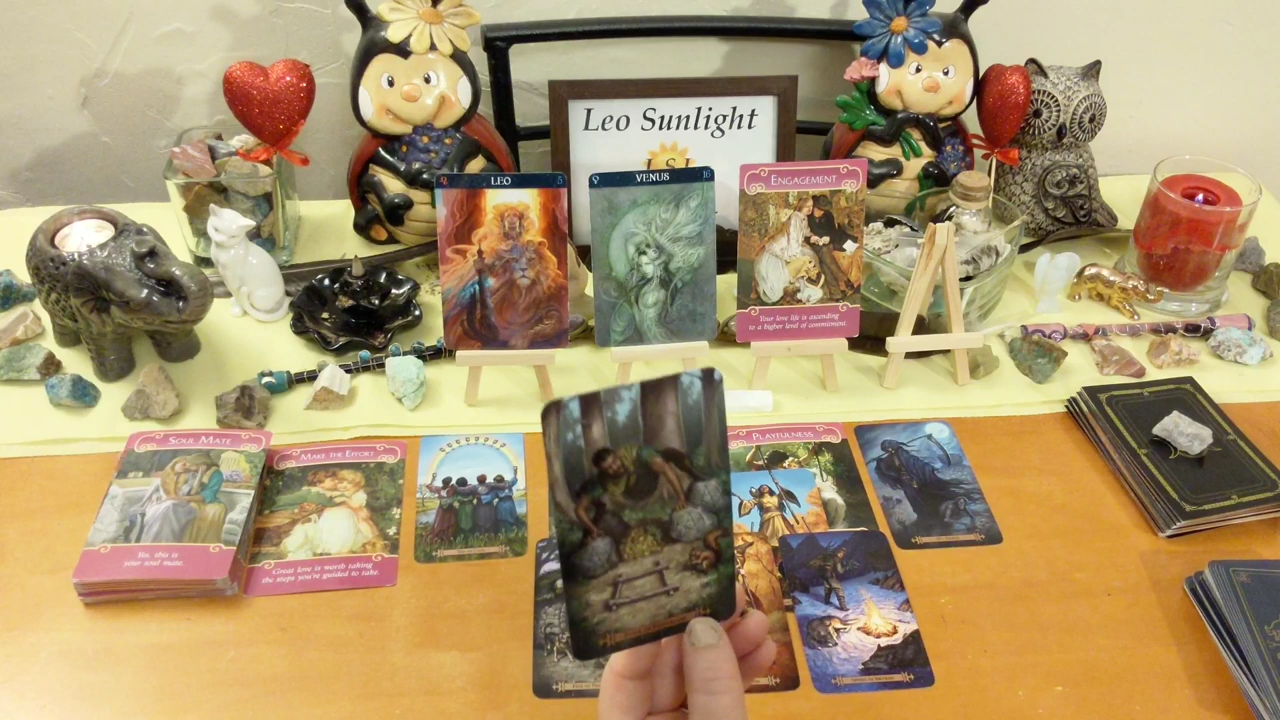 Leo Sunlight
LSL
LEO
5
VENUS
16
ENGAGEMENT
Your love life is ascending
to a higher level of commitment.
SOUL MATE
Yes, this is
your soul mate.
MAKE THE EFFORT
Great love is worth taking
the steps you're guided to take.
PLAYFULNESS